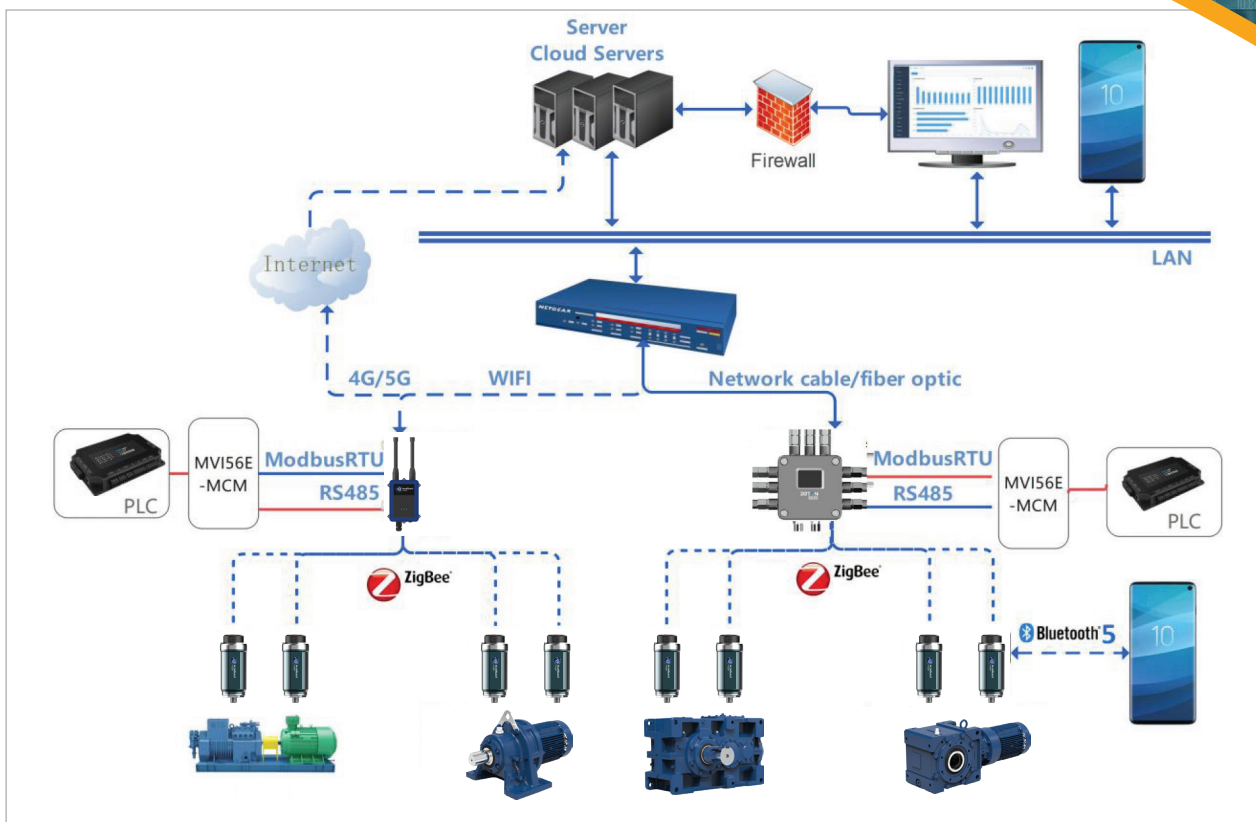 Server
Cloud Servers
10
Firewall
LAN
Internet
NETGEAR
4G/5G
WIFI
Network cable/fiber optic
PLC
MVI56E
-MCM
ModbusRTU
RS485
ModbusRTU
RS485
MVI56E
-MCM
PLC
ZigBee
ZigBee
Bluetooth 5
10